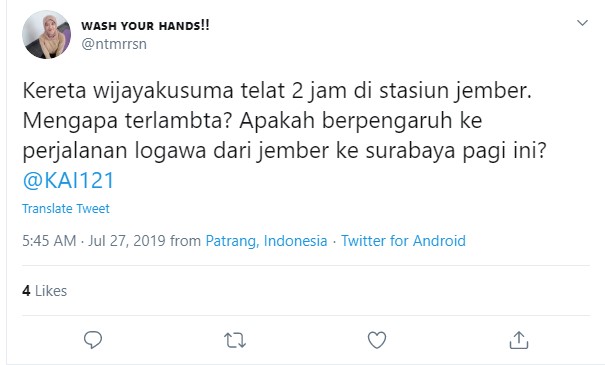 WASH YOUR HANDS!!
@ntmrrsn
Kereta wijayakusuma telat 2 jam di stasiun jember.
Mengapa terlambta? Apakah berpengaruh ke
perjalanan logawa dari jember ke surabaya pagi ini?
@KAI121
Translate Tweet
5:45 AM · Jul 27, 2019 from Patrang, Indonesia · Twitter for Android
4 Likes